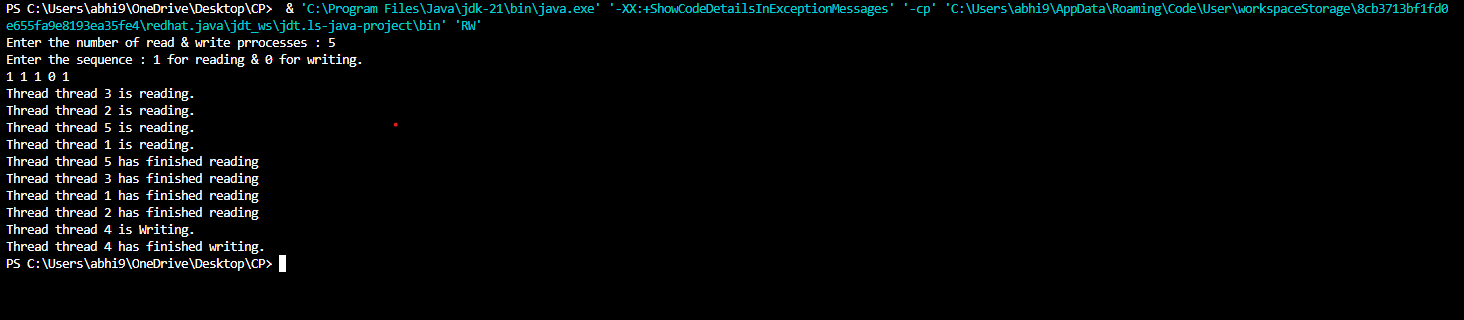 PS C:\Users\abhi9\OneDrive\Desktop\CP>  & 'C:\Program Files\Java\jdk-21\bin\java.exe' '-XX:+ShowCodeDetailsInExceptionMessages' '-cp' 'C:\Users\abhi9\AppData\Roaming\Code\User\workspaceStorage\8cb3713bf1fd0
e655fa9e8193ea35fe4\redhat.java\jdt_ws\jdt.ls-java-project\bin' 'RW'
Enter the number of read & write prrocesses : 5
Enter the sequence : 1 for reading & 0 for writing.
1 1 1 0 1
Thread thread 3 is reading.
Thread thread 2 is reading.
Thread thread 5 is reading.
Thread thread 1 is reading.
Thread thread 5 has finished reading
Thread thread 3 has finished reading
Thread thread 1 has finished reading
Thread thread 2 has finished reading
Thread thread 4 is Writing.
Thread thread 4 has finished writing.
PS C:\Users\abhi9\OneDrive\Desktop\CP>